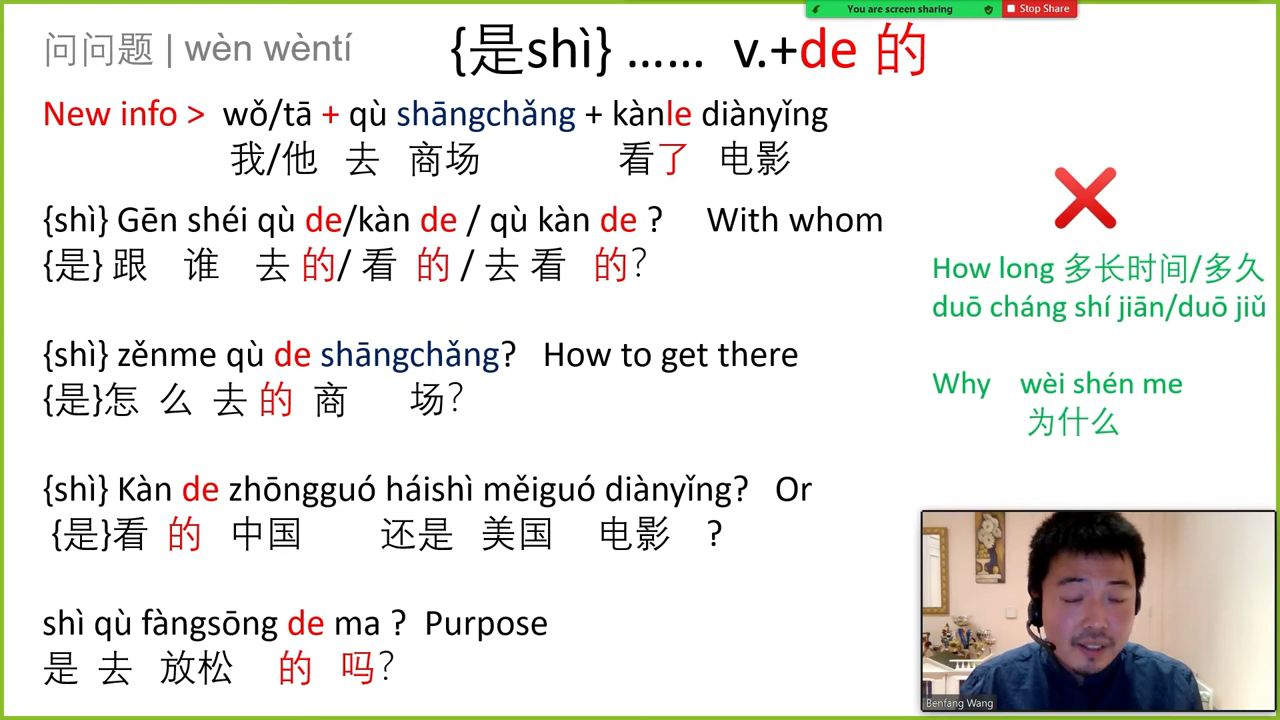 You are screen sharing
Stop Share
问问题 | wèn wèntí
{是shì} …… v.+de 的
New info > wǒ/tā + qù shāngchǎng + kànle diànyǐng
我/他 去 商场 看了 电影
{shì} Gēn shéi qù de/kàn de / qù kàn de ? With whom
{是} 跟 谁 去 的/ 看 的 / 去 看 的?
{shì} zěnme qù de shāngchǎng? How to get there
{是}怎 么 去 的 商 场?
{shì} Kàn de zhōngguó háishì měiguó diànyǐng? Or
{是}看 的 中国 还是 美国 电影 ?
shì qù fàngsōng de ma ? Purpose
是 去 放松 的 吗?
How long 多长时间/多久
duō cháng shí jiān/duō jiǔ
Why wèi shén me
为什么
Benfang Wang